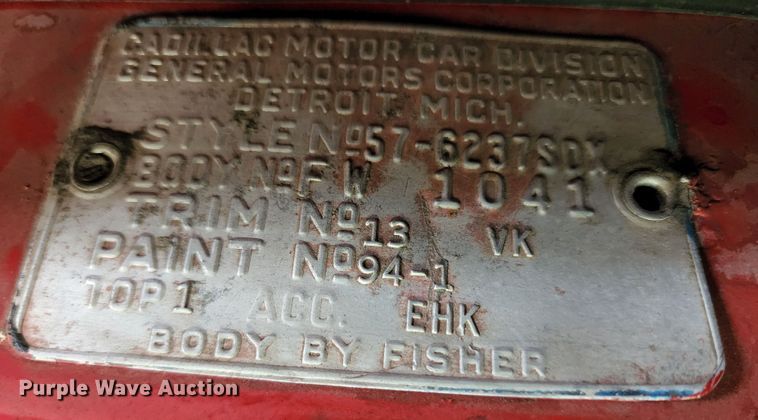 CADILLAC MOTOR CAR DIVISION
GENERAL MOTORS CORPORATION
DETROIT, MICH.
STYLE Nº 57-6237SDX
BODY Nº FW 1041
TRIM Nº 13 VK
PAINT Nº 94-1
TOP 1 ACC. EHK
BODY BY FISHER
Purple Wave Auction